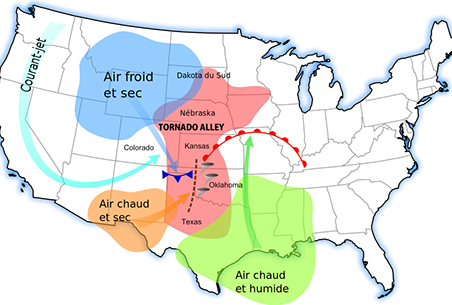 Courant-jet
Air froid
et sec
Dakota du Sud
Nébraska
TORNADO ALLEY
Colorado
Kansas
Oklahoma
Air chaud
et sec
Texas
Air chaud
et humide